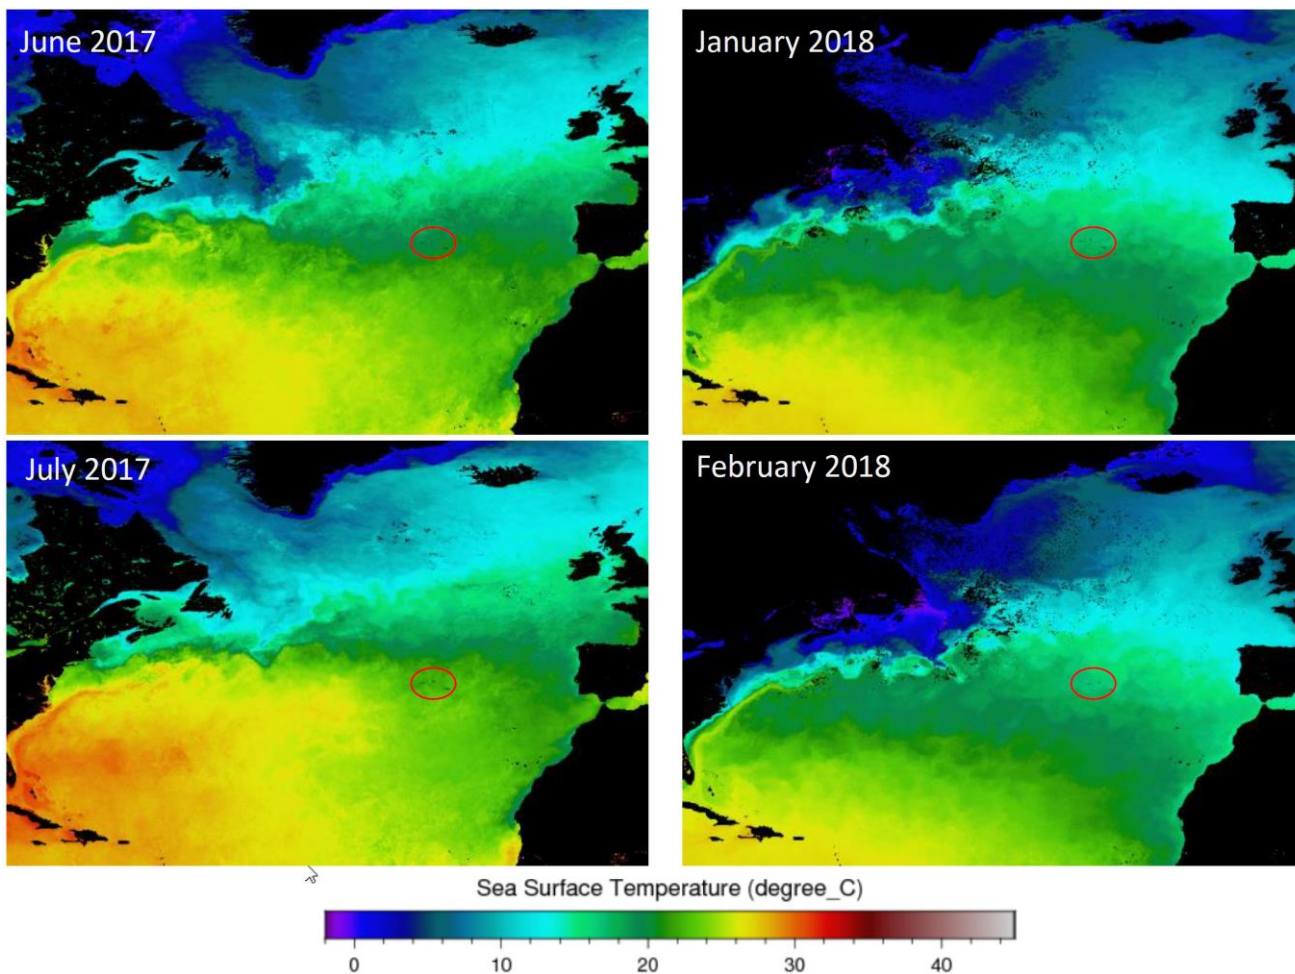 June 2017
January 2018
July 2017
February 2018
Sea Surface Temperature (degree_C)
0 10 20 30 40